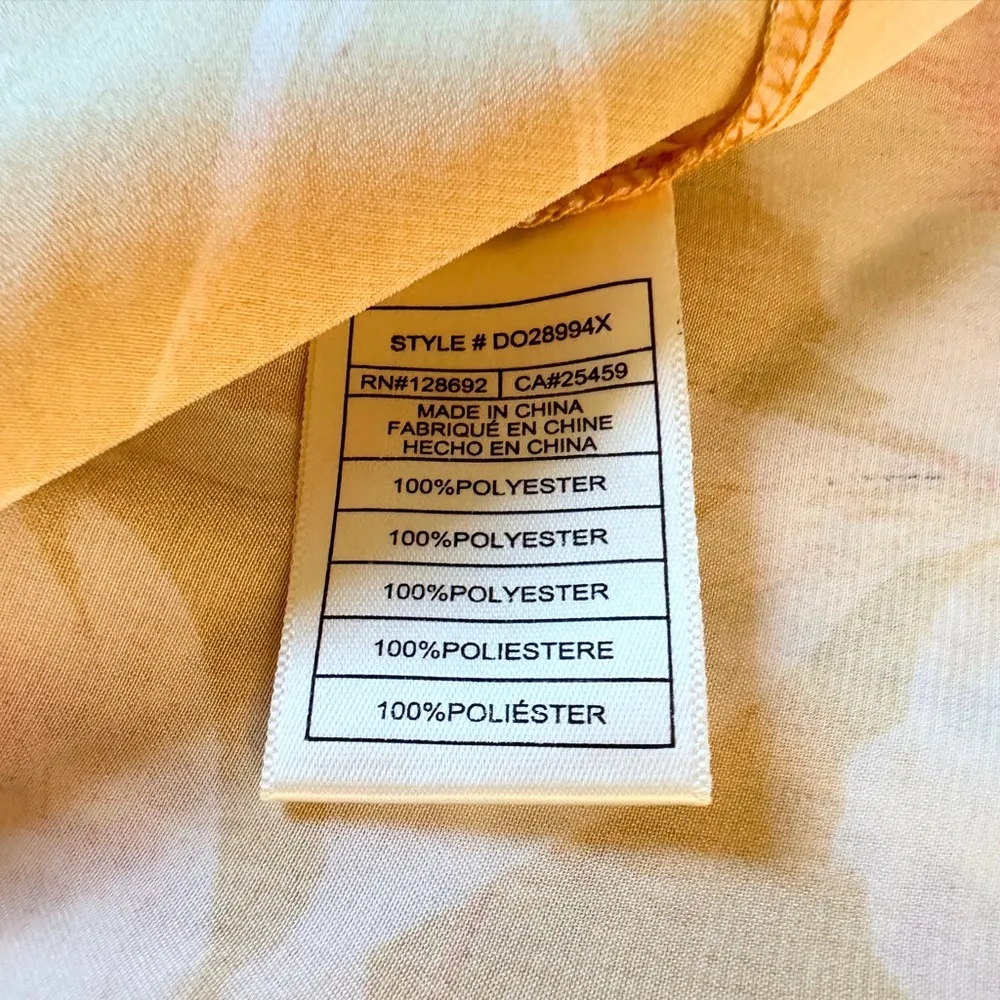 STYLE # DO28994X
RN#128692 CA#25459
MADE IN CHINA
FABRIQUÉ EN CHINE
HECHO EN CHINA
100%POLYESTER
100%POLYESTER
100%POLYESTER
100%POLIESTERE
100%POLIÉSTER